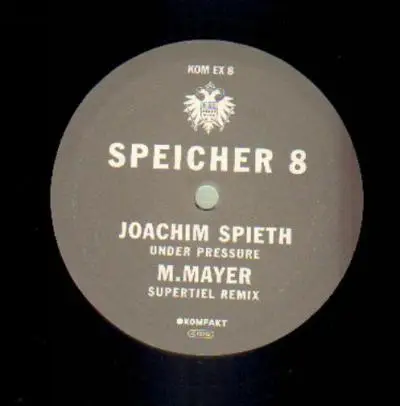 KOM EX 8
SPEICHER 8
JOACHIM SPIETH
UNDER PRESSURE
M.MAYER
SUPERTIEL REMIX
KOMPAKT